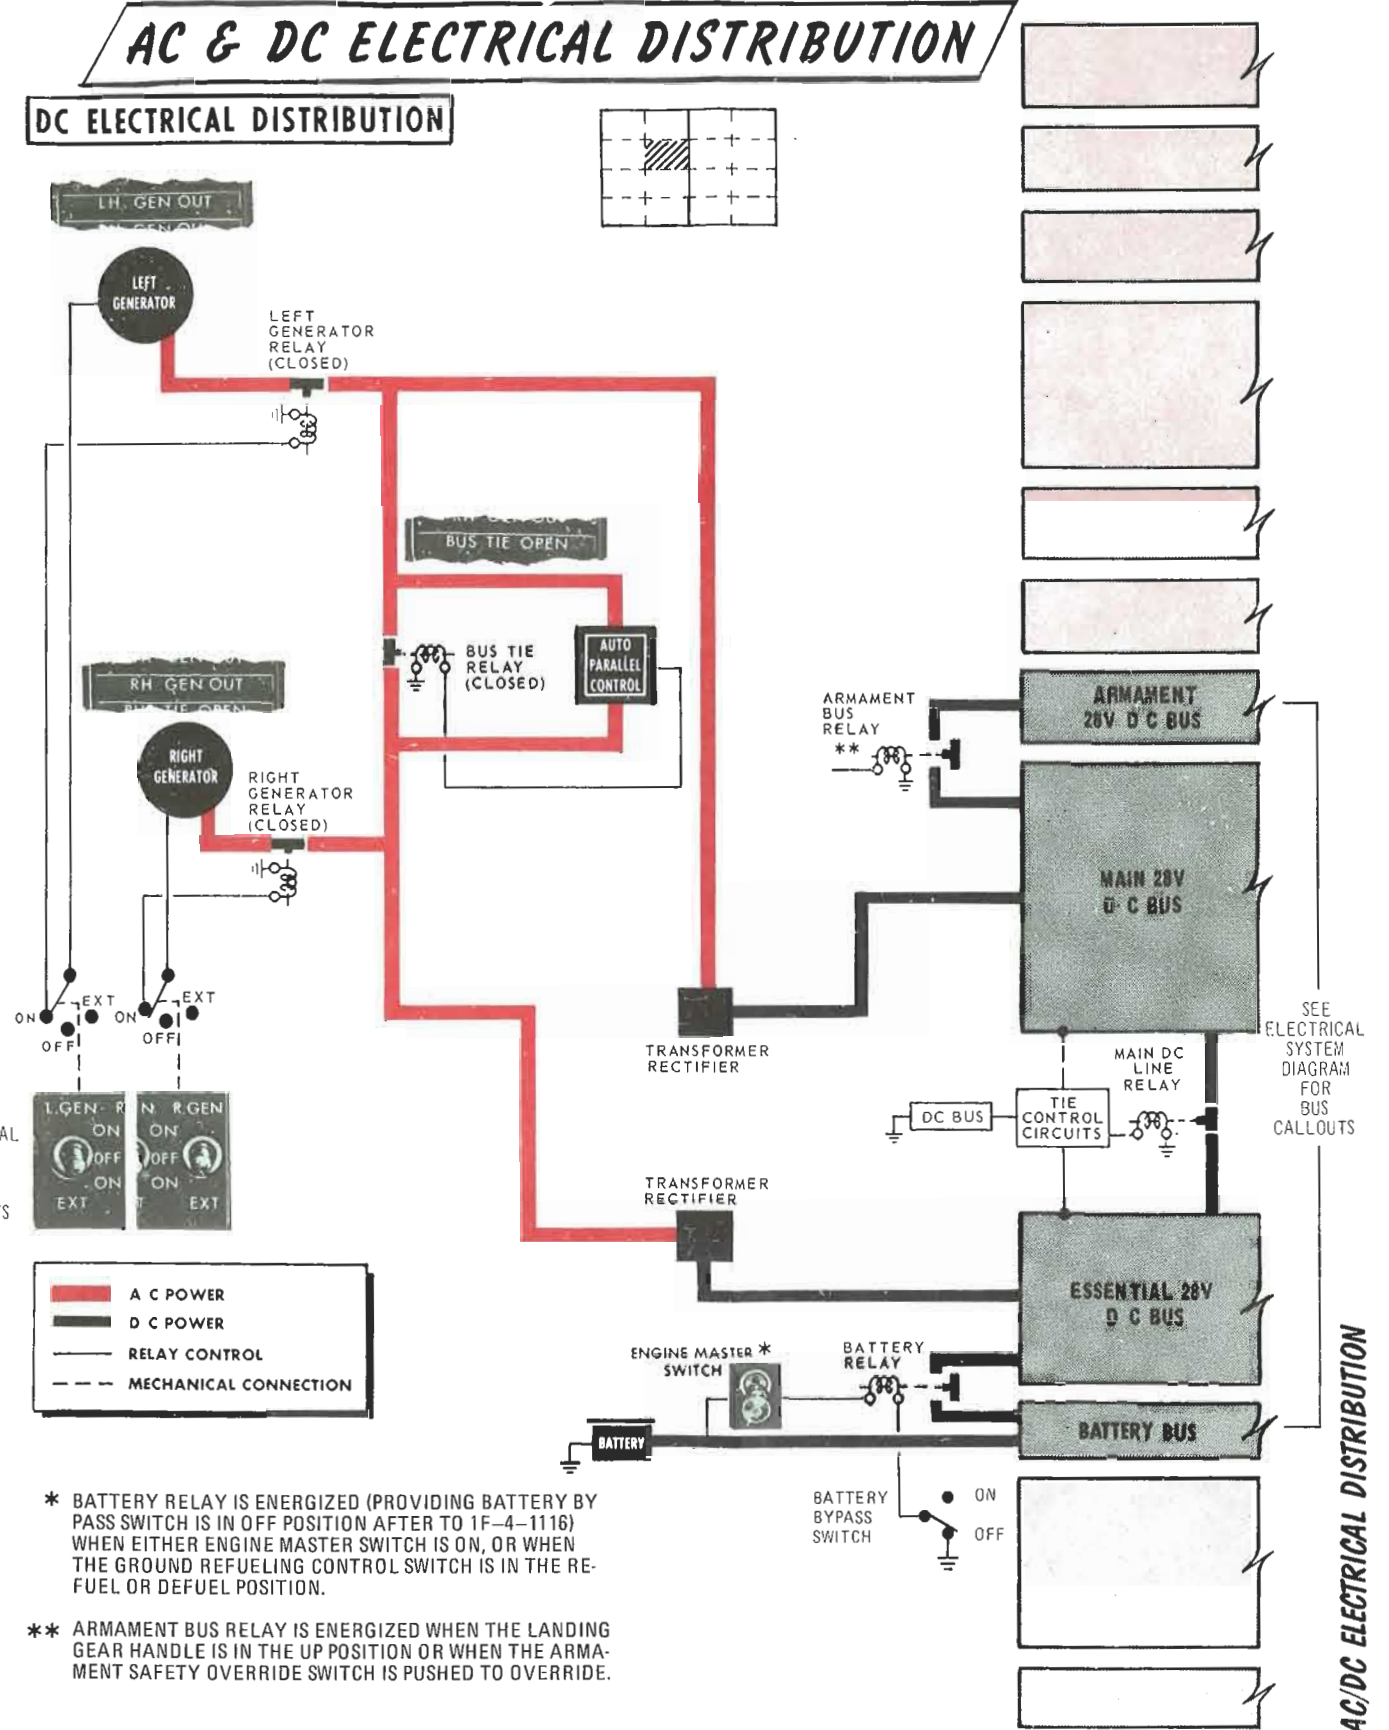 AC & DC ELECTRICAL DISTRIBUTION
DC ELECTRICAL DISTRIBUTION
LH GEN OUT
LEFT
GENERATOR
LEFT
GENERATOR
RELAY
(CLOSED)
BUS TIE OPEN
BUS TIE
RELAY
(CLOSED)
AUTO
PARALLEL
CONTROL
RH GEN OUT
BUS TIE OPEN
RIGHT
GENERATOR
RIGHT
GENERATOR
RELAY
(CLOSED)
ARMAMENT
BUS
RELAY
**
ARMAMENT
28V D C BUS
MAIN 28V
D C BUS
ON
EXT
OFF
ON
EXT
OFF
TRANSFORMER
RECTIFIER
MAIN DC
LINE
RELAY
DC BUS
TIE
CONTROL
CIRCUITS
SEE
ELECTRICAL
SYSTEM
DIAGRAM
FOR
BUS
CALLOUTS
L.GEN- R
ON
OFF
ON
EXT
N. R.GEN
ON
OFF
ON
T EXT
AL
TS
TRANSFORMER
RECTIFIER
ESSENTIAL 28V
D C BUS
A C POWER
D C POWER
RELAY CONTROL
MECHANICAL CONNECTION
ENGINE MASTER *
SWITCH
BATTERY
RELAY
BATTERY
BATTERY BUS
BATTERY
BYPASS
SWITCH
ON
OFF
* BATTERY RELAY IS ENERGIZED (PROVIDING BATTERY BY
PASS SWITCH IS IN OFF POSITION AFTER TO 1F–4–1116)
WHEN EITHER ENGINE MASTER SWITCH IS ON, OR WHEN
THE GROUND REFUELING CONTROL SWITCH IS IN THE RE-
FUEL OR DEFUEL POSITION.
** ARMAMENT BUS RELAY IS ENERGIZED WHEN THE LANDING
GEAR HANDLE IS IN THE UP POSITION OR WHEN THE ARMA-
MENT SAFETY OVERRIDE SWITCH IS PUSHED TO OVERRIDE.
AC/DC ELECTRICAL DISTRIBUTION